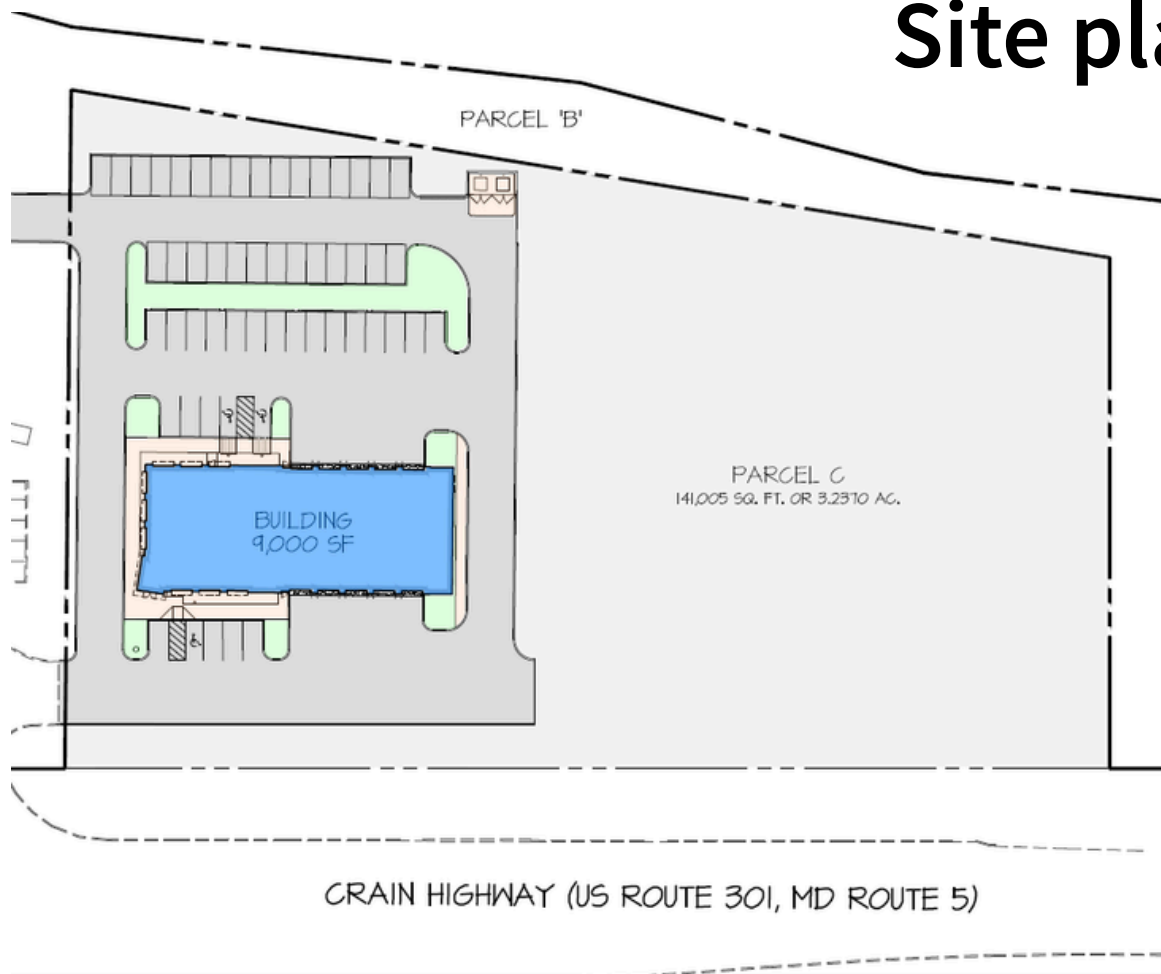 Site pla
PARCEL 'B'
PARCEL C
141,005 SQ. FT. OR 3.2370 AC.
BUILDING
9,000 SF
CRAIN HIGHWAY (US ROUTE 301, MD ROUTE 5)